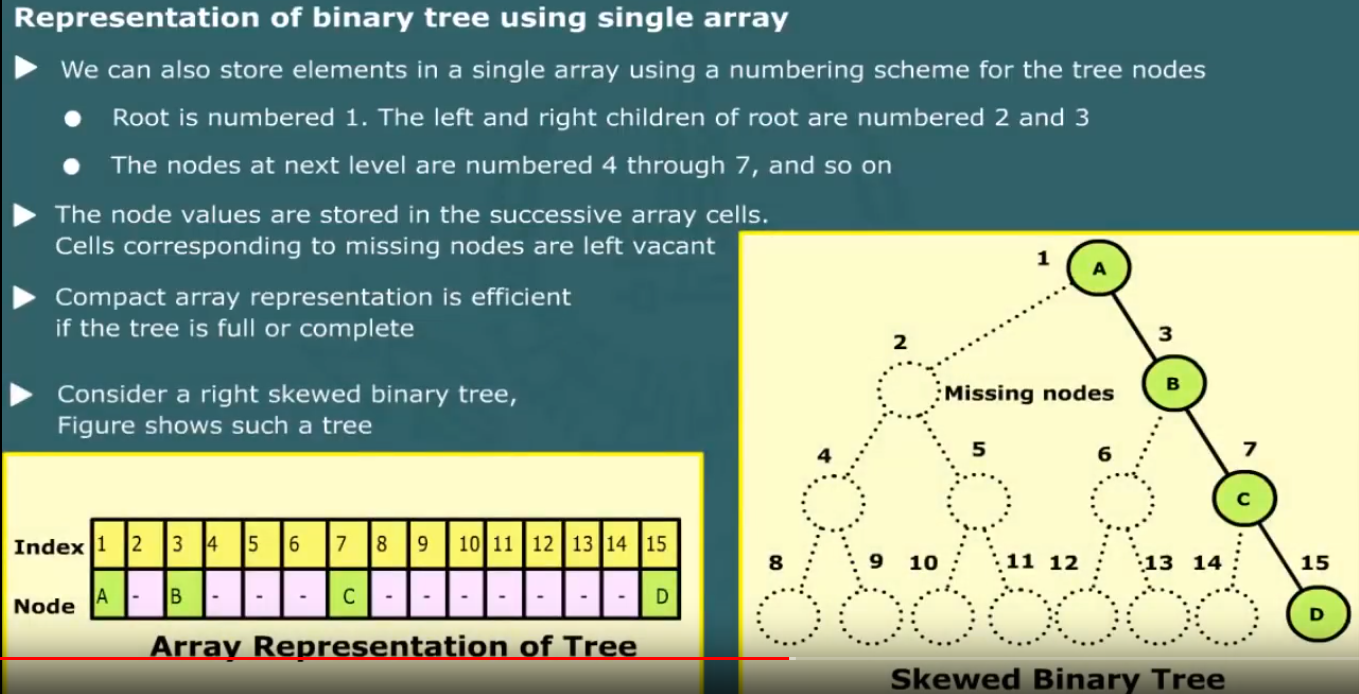 Representation of binary tree using single array
We can also store elements in a single array using a numbering scheme for the tree nodes
Root is numbered 1. The left and right children of root are numbered 2 and 3
The nodes at next level are numbered 4 through 7, and so on
The node values are stored in the successive array cells.
Cells corresponding to missing nodes are left vacant
Compact array representation is efficient
if the tree is full or complete
Consider a right skewed binary tree,
Figure shows such a tree
Index 1 2 3 4 5 6 7 8 9 10 11 12 13 14 15
Node A - B - - - C - - - - - - - D
Array Representation of Tree
1 A
2 3
Missing nodes B
4 5 6 7
C
8 9 10 11 12 13 14 15
D
Skewed Binary Tree